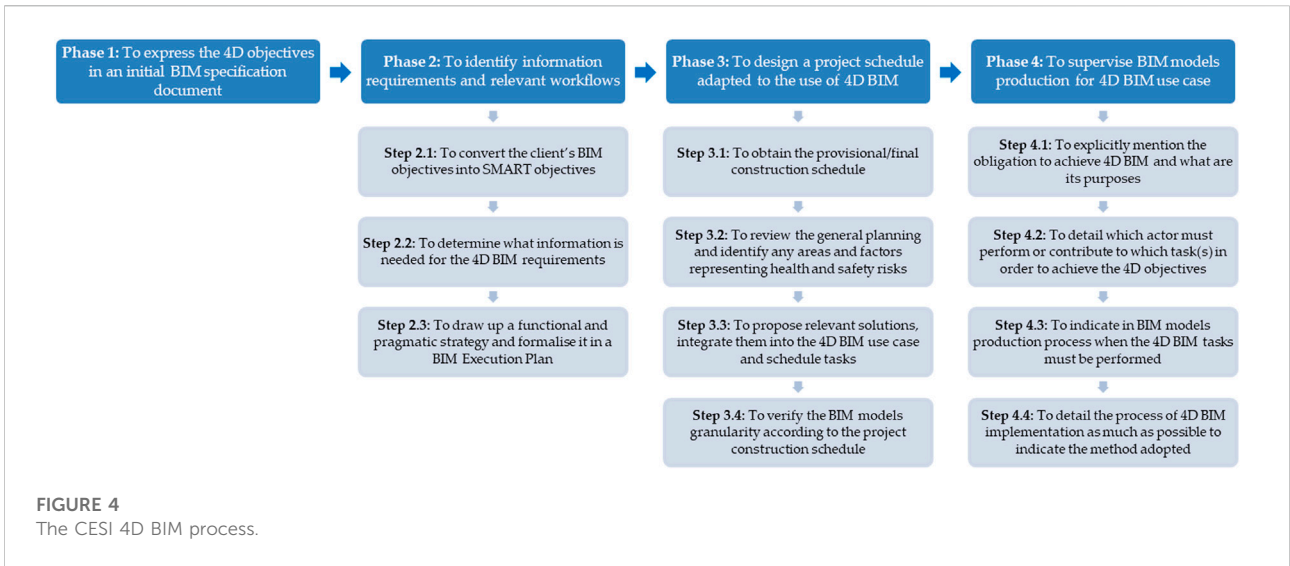 Phase 1: To express the 4D objectives
in an initial BIM specification
document
Phase 2: To identify information
requirements and relevant workflows
Step 2.1: To convert the client's BIM
objectives into SMART objectives
Step 2.2: To determine what information is
needed for the 4D BIM requirements
Step 2.3: To draw up a functional and
pragmatic strategy and formalise it in a
BIM Execution Plan
Phase 3: To design a project schedule
adapted to the use of 4D BIM
Step 3.1: To obtain the provisional/final
construction schedule
Step 3.2: To review the general planning
and identify any areas and factors
representing health and safety risks
Step 3.3: To propose relevant solutions,
integrate them into the 4D BIM use case
and schedule tasks
Step 3.4: To verify the BIM models
granularity according to the project
construction schedule
Phase 4: To supervise BIM models
production for 4D BIM use case
Step 4.1: To explicitly mention the
obligation to achieve 4D BIM and what are
its purposes
Step 4.2: To detail which actor must
perform or contribute to which task(s) in
order to achieve the 4D objectives
Step 4.3: To indicate in BIM models
production process when the 4D BIM tasks
must be performed
Step 4.4: To detail the process of 4D BIM
implementation as much as possible to
indicate the method adopted
FIGURE 4
The CESI 4D BIM process.